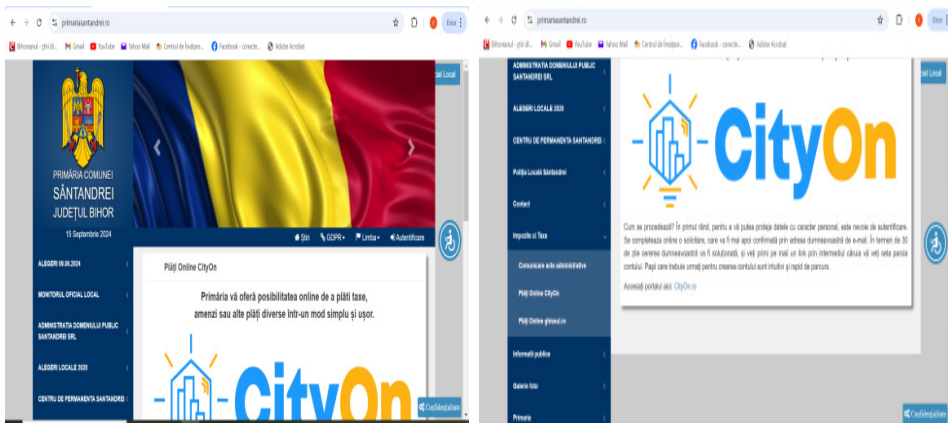 primariasantandrei.ro
Error
Bihoreanul - știri di...
Gmail
YouTube
Yahoo Mail
Centrul de Învățare...
Facebook - conecte...
Adobe Acrobat
PRIMĂRIA COMUNEI
SÂNTANDREI
JUDEȚUL BIHOR
15 Septembrie 2024
Știri
GDPR
Limba
Autentificare
ALEGERI 09.06.2024
MONITORUL OFICIAL LOCAL
ADMINISTRATIA DOMENIULUI PUBLIC
SANTANDREI SRL
ALEGERI LOCALE 2020
CENTRU DE PERMANENTA SANTANDREI
Plăți Online CityOn
Primăria vă oferă posibilitatea online de a plăti taxe,
amenzi sau alte plăți diverse într-un mod simplu și ușor.
CityOn
Confidențialitate
primariasantandrei.ro
Error
Bihoreanul - știri di...
Gmail
YouTube
Yahoo Mail
Centrul de Învățare...
Facebook - conecte...
Adobe Acrobat
Local
ADMINISTRATIA DOMENIULUI PUBLIC
SANTANDREI SRL
ALEGERI LOCALE 2020
CENTRU DE PERMANENTA SANTANDREI
Poliția Locală Sântandrei
Contact
Impozite si Taxe
Comunicare acte administrative
Plăți Online CityOn
Plăți Online ghiseul.ro
Informatii publice
Galerie foto
Primarie
CityOn
Cum se procedează? În primul rând, pentru a vă putea proteja datele cu caracter personal, este nevoie de autentificare.
Se completeaza online o solicitare, care va fi mai apoi confirmată prin adresa dumneavoastră de e-mail. În termen de 30
de zile cererea dumneavoastră va fi soluționată, și veți primi pe mail un link prin intermediul căruia vă veți seta parola
contului. Pașii care trebuie urmați pentru crearea contului sunt intuitivi și rapid de parcurs.
Accesați portalul aici: CityOn.ro
Confidențialitate